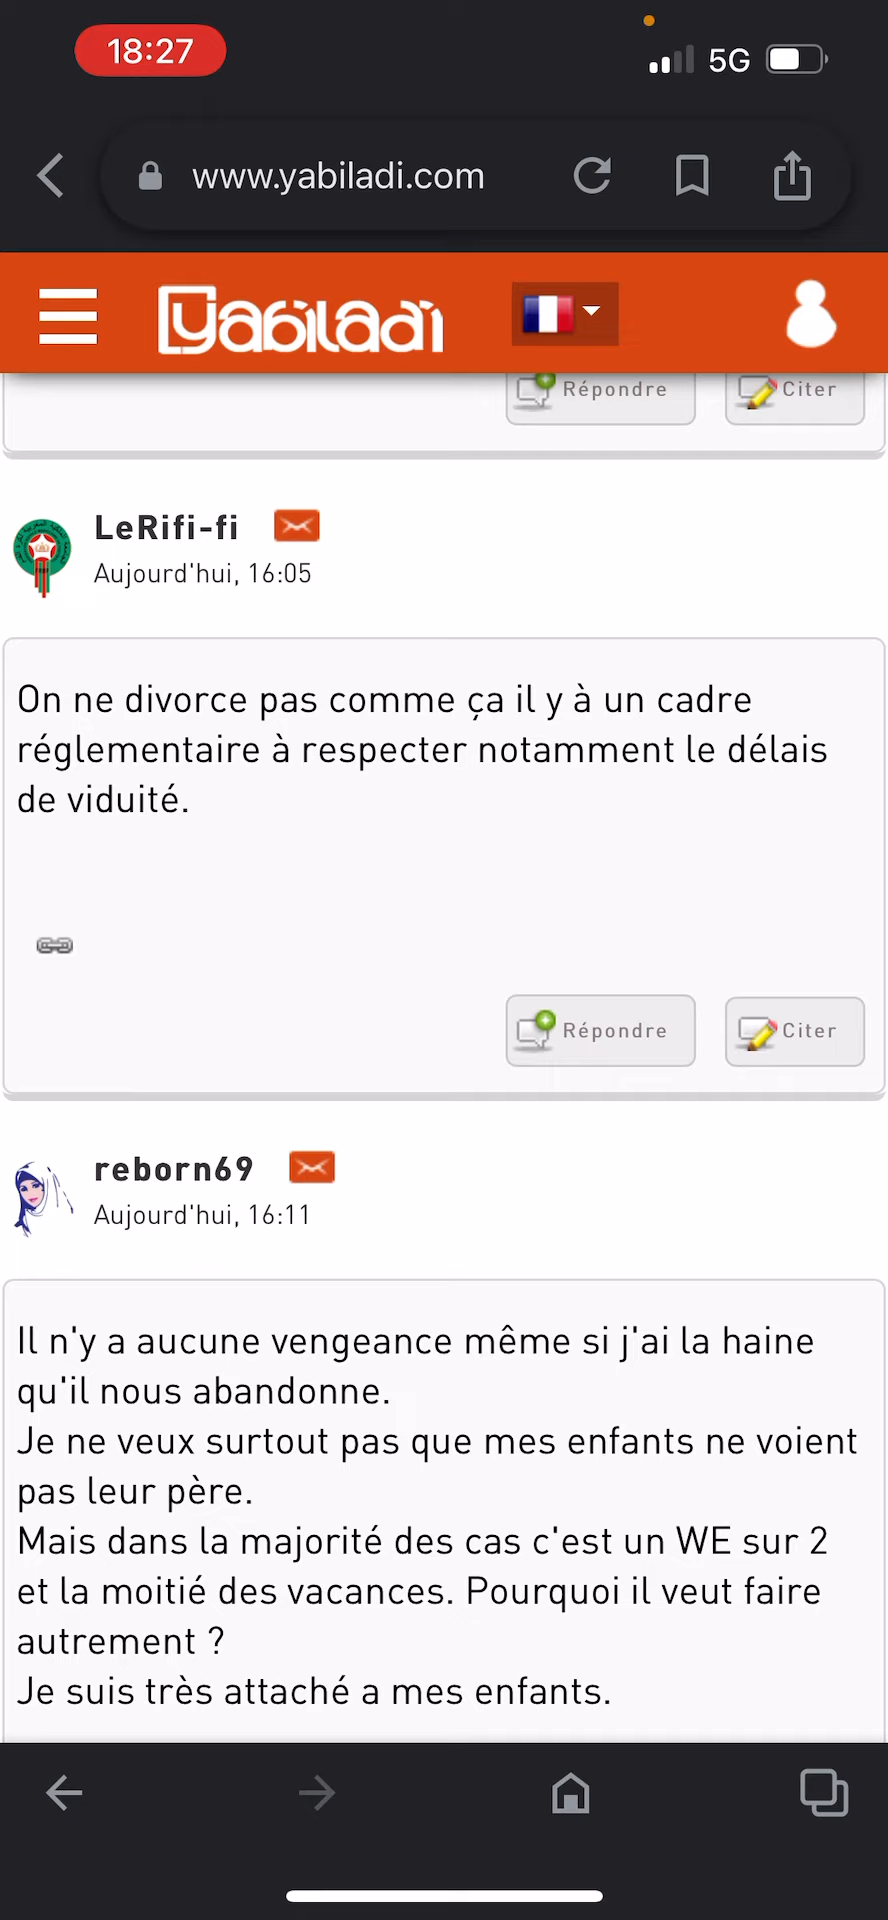 18:27
5G
www.yabiladi.com
yabiladi
Répondre
Citer
LeRifi-fi
Aujourd'hui, 16:05
On ne divorce pas comme ça il y à un cadre
réglementaire à respecter notamment le délais
de viduité.
Répondre
Citer
reborn69
Aujourd'hui, 16:11
Il n'y a aucune vengeance même si j'ai la haine
qu'il nous abandonne.
Je ne veux surtout pas que mes enfants ne voient
pas leur père.
Mais dans la majorité des cas c'est un WE sur 2
et la moitié des vacances. Pourquoi il veut faire
autrement ?
Je suis très attaché a mes enfants.